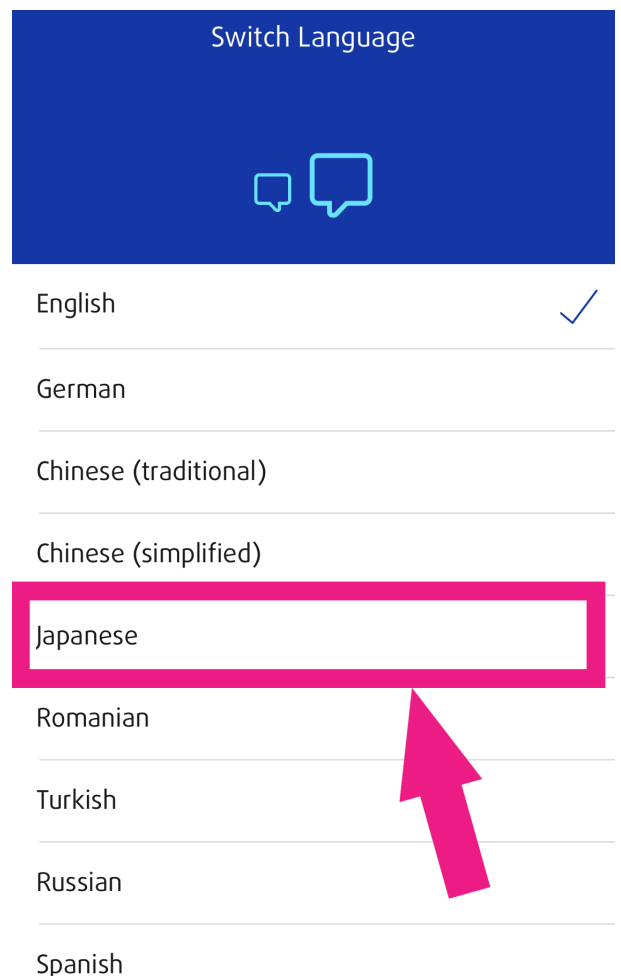 Switch Language
English
German
Chinese (traditional)
Chinese (simplified)
Japanese
Romanian
Turkish
Russian
Spanish